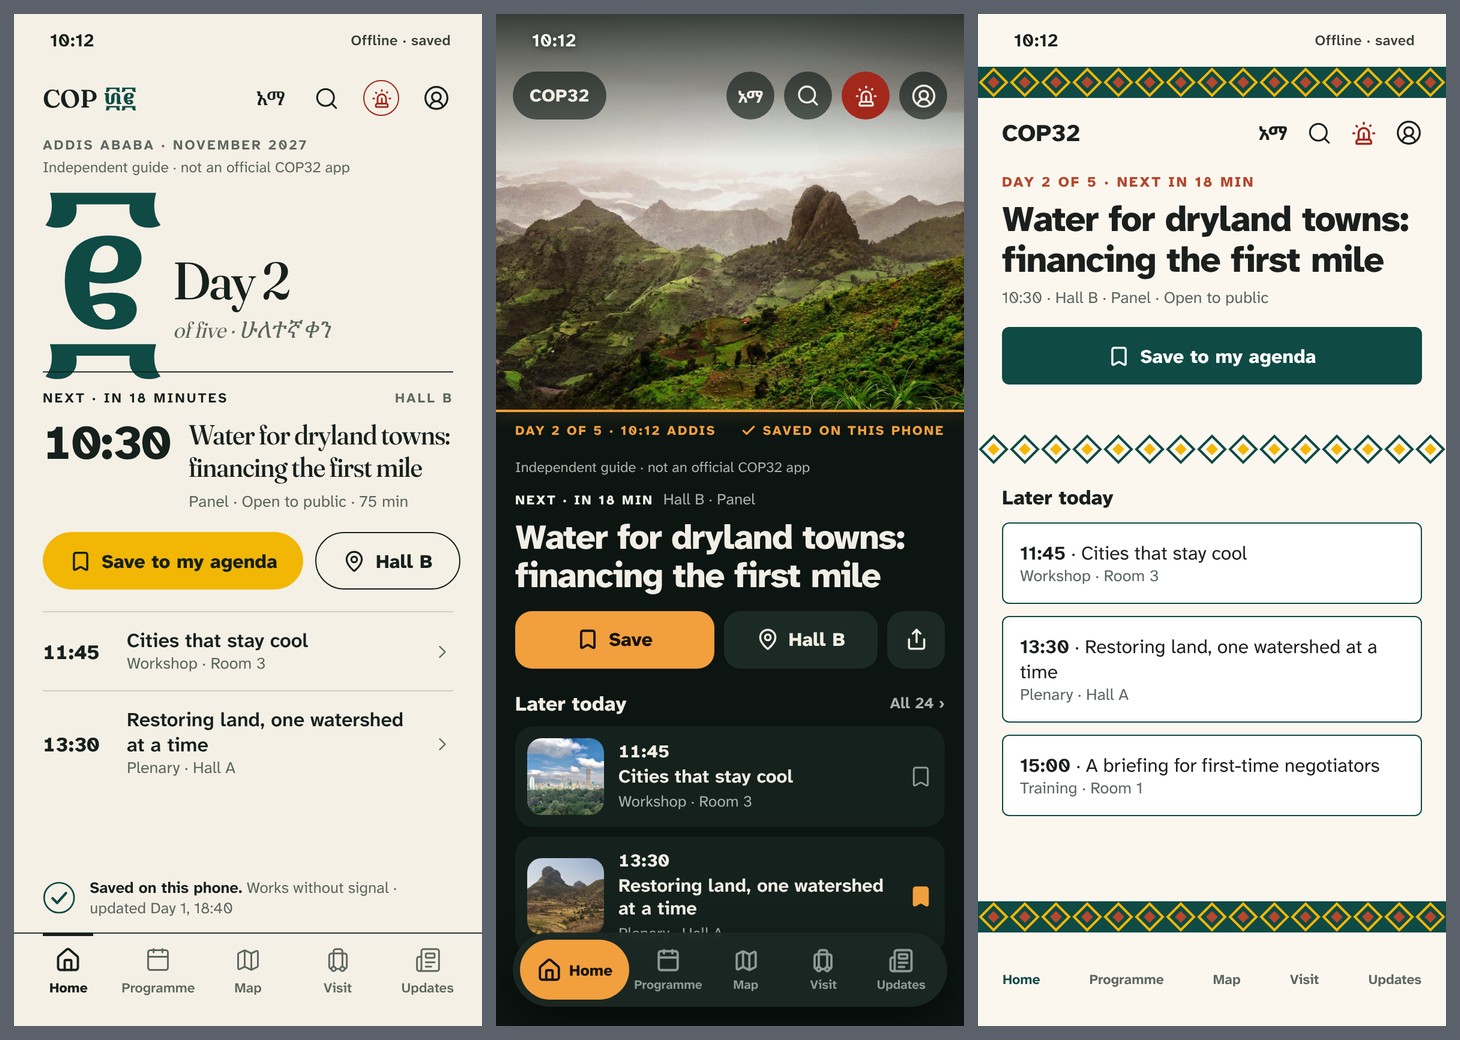 10:12
Offline · saved
COP ፴፪
አማ
ADDIS ABABA · NOVEMBER 2027
Independent guide · not an official COP32 app
፪
Day 2
of five · ሁለተኛ ቀን
NEXT · IN 18 MINUTES
HALL B
10:30
Water for dryland towns:
financing the first mile
Panel · Open to public · 75 min
Save to my agenda
Hall B
11:45
Cities that stay cool
Workshop · Room 3
13:30
Restoring land, one watershed
at a time
Plenary · Hall A
Saved on this phone. Works without signal ·
updated Day 1, 18:40
Home
Programme
Map
Visit
Updates
10:12
COP32
አማ
DAY 2 OF 5 · 10:12 ADDIS
SAVED ON THIS PHONE
Independent guide · not an official COP32 app
NEXT · IN 18 MIN Hall B · Panel
Water for dryland towns:
financing the first mile
Save
Hall B
Later today
All 24 ›
11:45
Cities that stay cool
Workshop · Room 3
13:30
Restoring land, one watershed
at a time
Plenary · Hall A
Home
Programme
Map
Visit
Updates
10:12
Offline · saved
COP32
አማ
DAY 2 OF 5 · NEXT IN 18 MIN
Water for dryland towns:
financing the first mile
10:30 · Hall B · Panel · Open to public
Save to my agenda
Later today
11:45 · Cities that stay cool
Workshop · Room 3
13:30 · Restoring land, one watershed at a
time
Plenary · Hall A
15:00 · A briefing for first-time negotiators
Training · Room 1
Home
Programme
Map
Visit
Updates